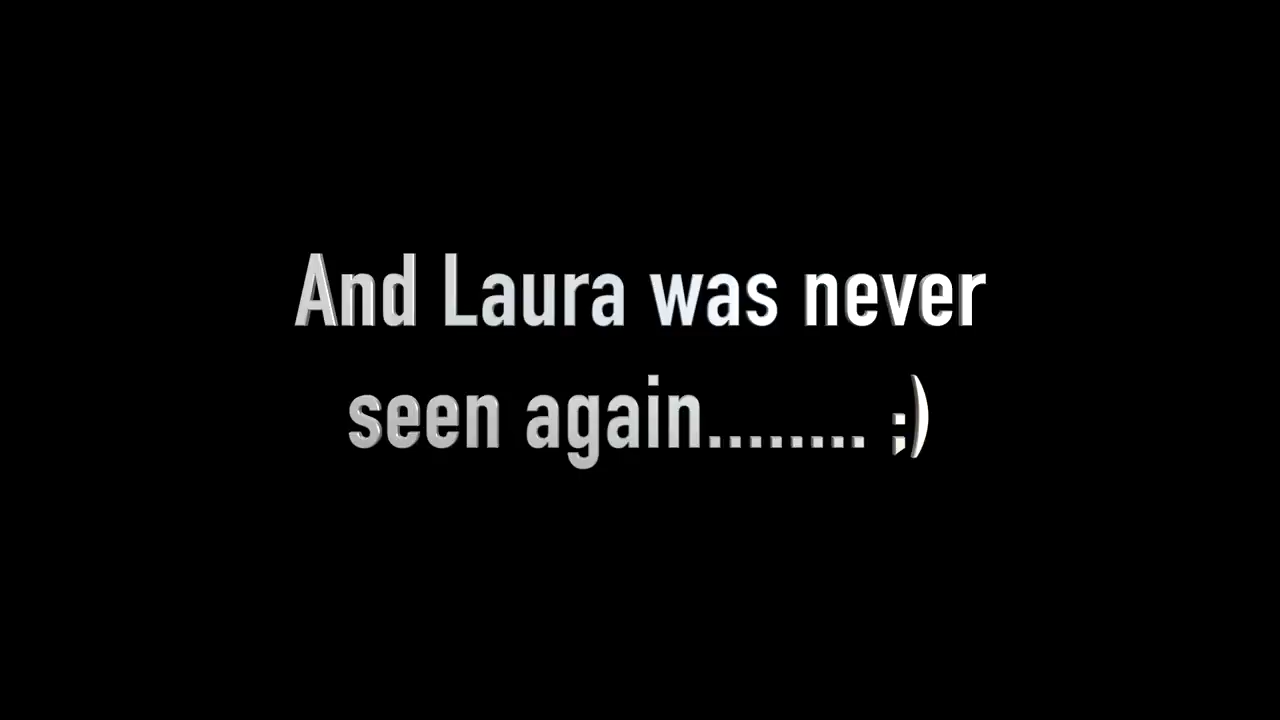 And Laura was never
seen again........ ;)